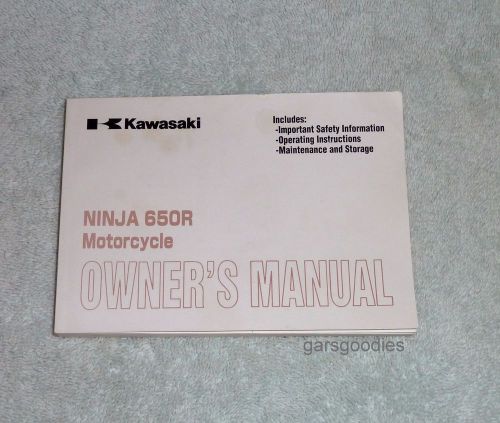 Kawasaki
Includes:
-Important Safety Information
-Operating Instructions
-Maintenance and Storage
NINJA 650R
Motorcycle
OWNER'S MANUAL
garsgoodies